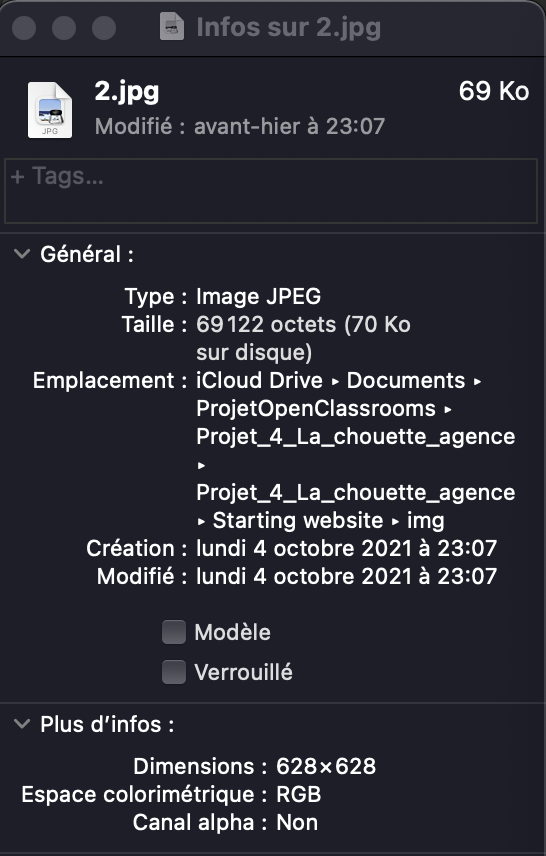 Infos sur 2.jpg
JPG
2.jpg
69 Ko
Modifié : avant-hier à 23:07
+ Tags...
Général :
Type : Image JPEG
Taille : 69 122 octets (70 Ko
sur disque)
Emplacement : iCloud Drive ▸ Documents ▸
ProjetOpenClassrooms ▸
Projet_4_La_chouette_agence
▸
Projet_4_La_chouette_agence
▸ Starting website ▸ img
Création : lundi 4 octobre 2021 à 23:07
Modifié : lundi 4 octobre 2021 à 23:07
Modèle
Verrouillé
Plus d’infos :
Dimensions : 628×628
Espace colorimétrique : RGB
Canal alpha : Non